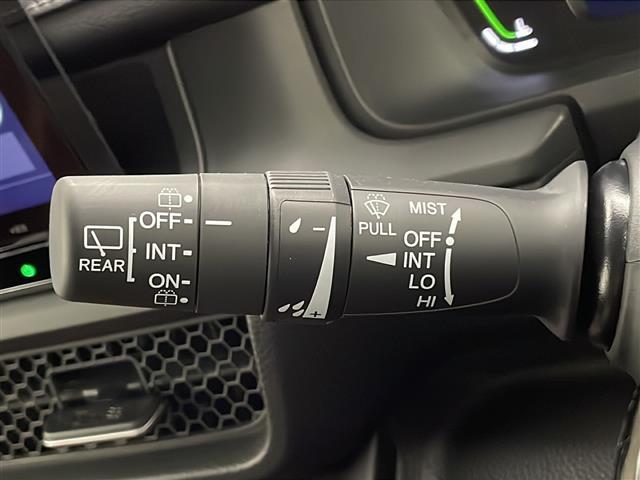 OFF
INT
ON
REAR
− 
+
PULL
MIST
OFF
INT
LO
HI